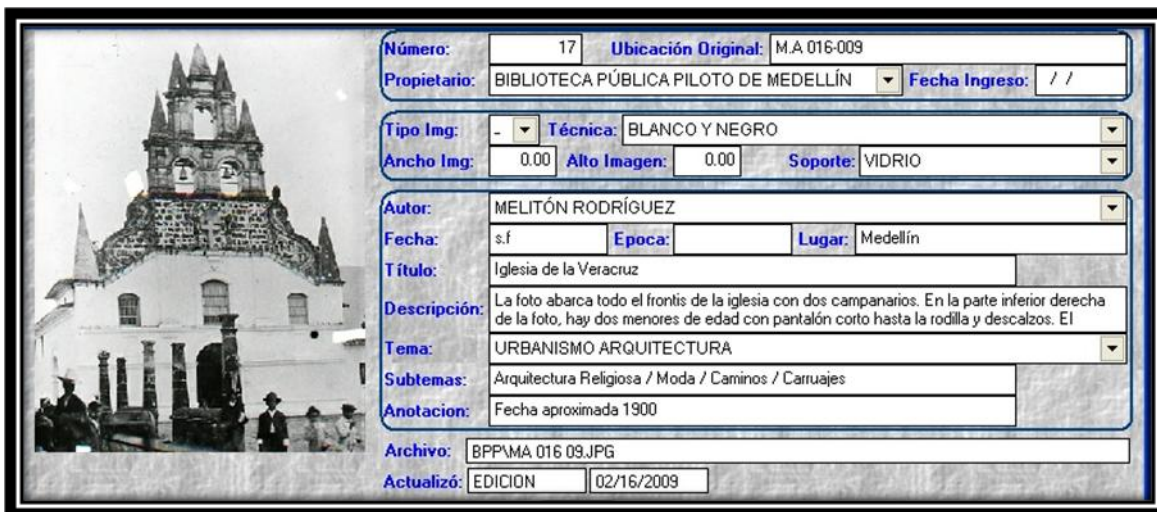 Número: 17 Ubicación Original: M.A 016-009
Propietario: BIBLIOTECA PÚBLICA PILOTO DE MEDELLÍN Fecha Ingreso: / /
Tipo Img: - Técnica: BLANCO Y NEGRO
Ancho Img: 0.00 Alto Imagen: 0.00 Soporte: VIDRIO
Autor: MELITÓN RODRÍGUEZ
Fecha: s.f Epoca: Lugar: Medellín
Título: Iglesia de la Veracruz
Descripción: La foto abarca todo el frontis de la iglesia con dos campanarios. En la parte inferior derecha
de la foto, hay dos menores de edad con pantalón corto hasta la rodilla y descalzos. El
Tema: URBANISMO ARQUITECTURA
Subtemas: Arquitectura Religiosa / Moda / Caminos / Carruajes
Anotacion: Fecha aproximada 1900
Archivo: BPP\MA 016 09.JPG
Actualizó: EDICION 02/16/2009